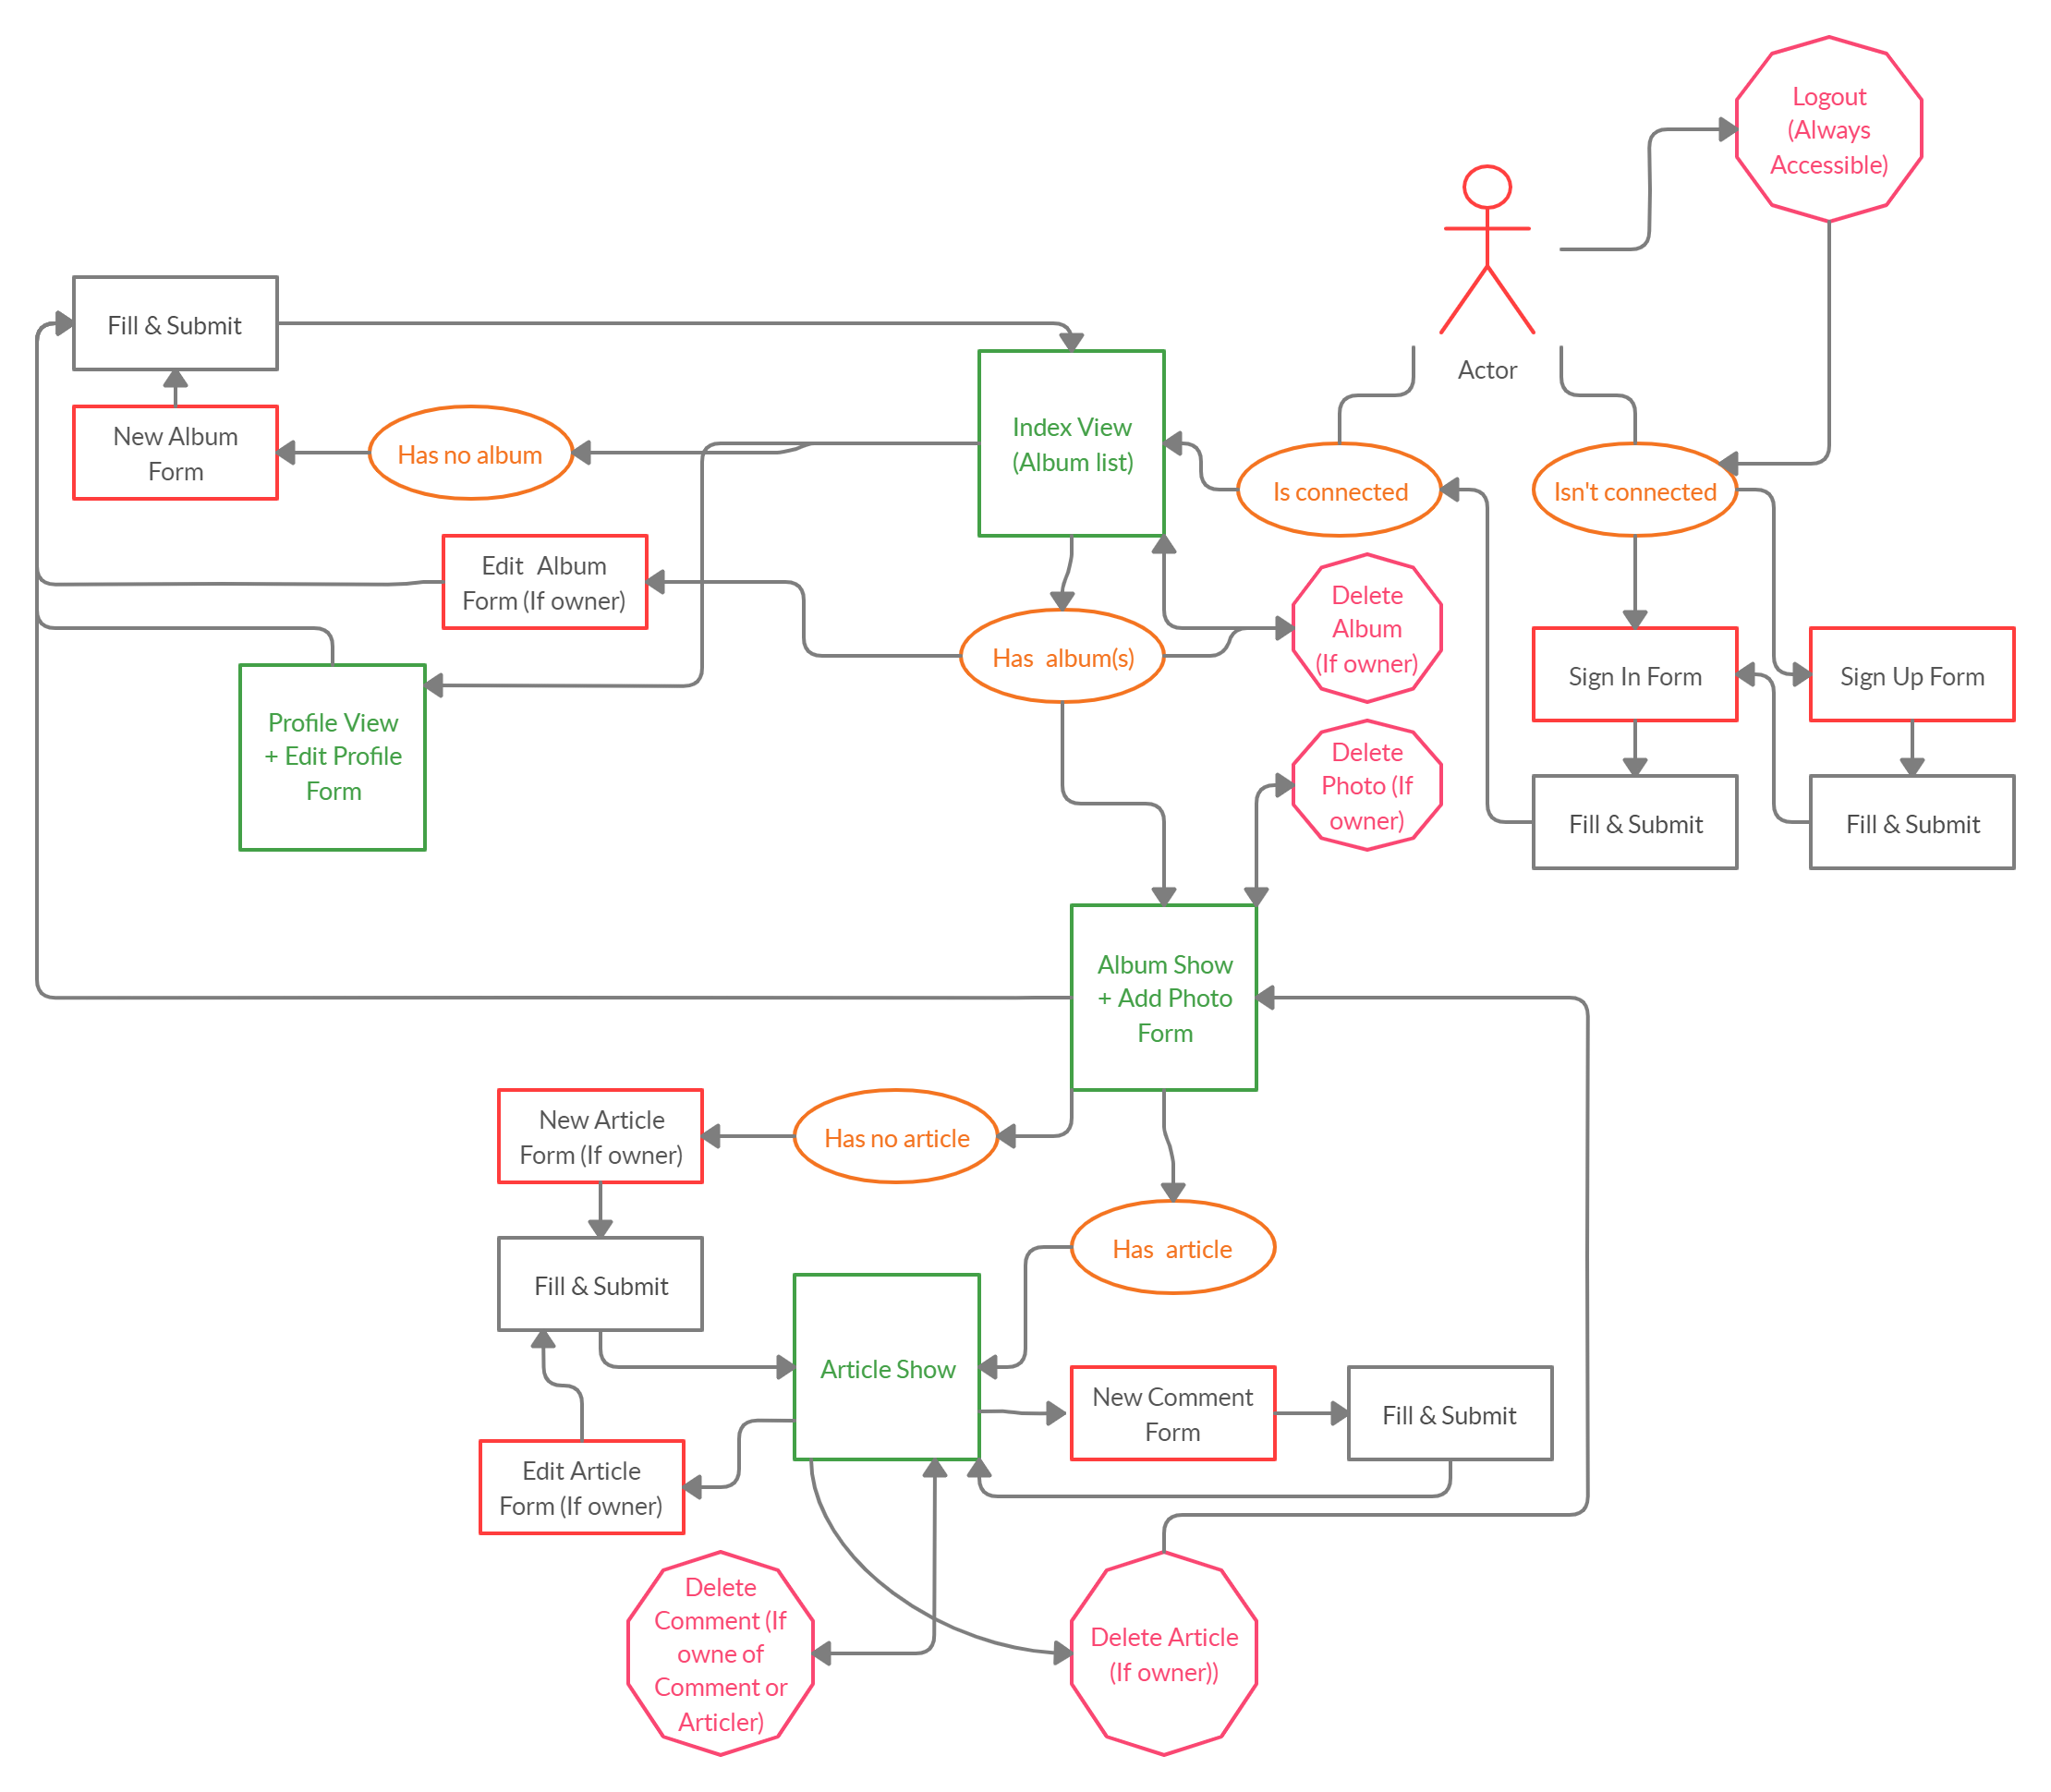 Logout
(Always
Accessible)
Actor
Fill & Submit
New Album
Form
Has no album
Index View
(Album list)
Is connected
Isn't connected
Edit Album
Form (If owner)
Has album(s)
Delete
Album
(If owner)
Sign In Form
Sign Up Form
Profile View
+ Edit Profile
Form
Delete
Photo (If
owner)
Fill & Submit
Fill & Submit
Album Show
+ Add Photo
Form
New Article
Form (If owner)
Has no article
Has article
Fill & Submit
Article Show
New Comment
Form
Fill & Submit
Edit Article
Form (If owner)
Delete
Comment (If
owne of
Comment or
Articler)
Delete Article
(If owner))